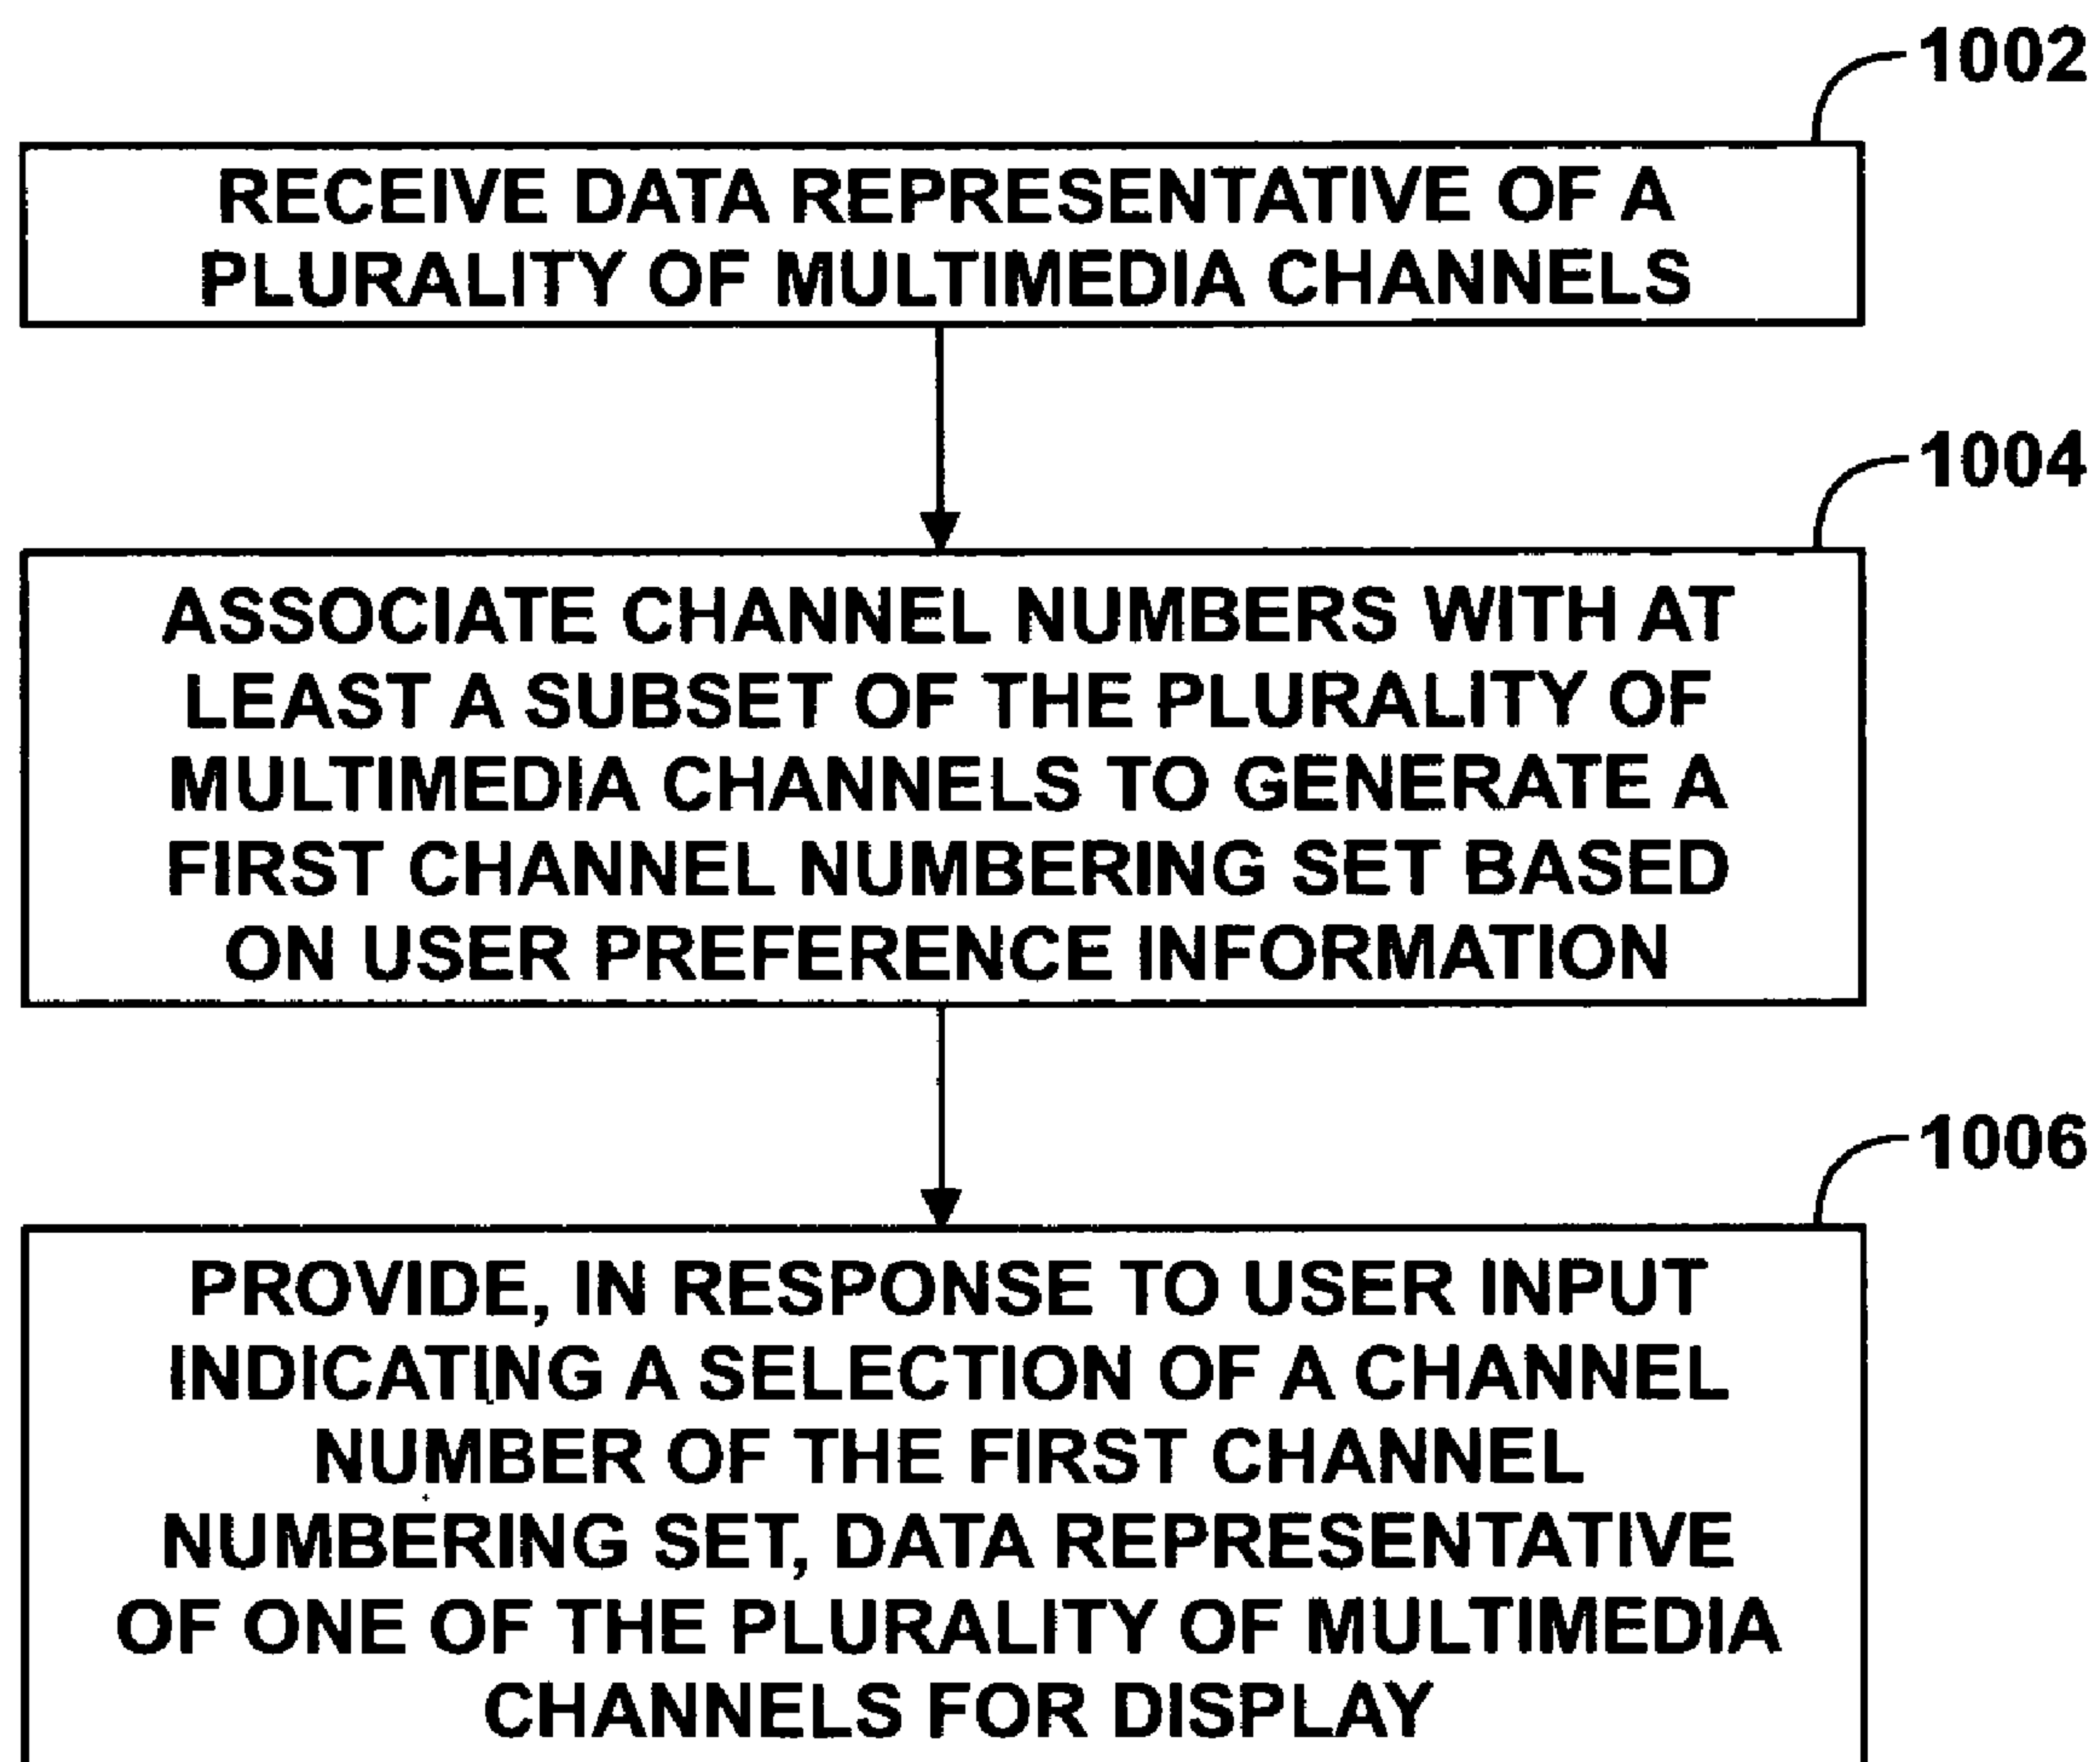 1002
RECEIVE DATA REPRESENTATIVE OF A
PLURALITY OF MULTIMEDIA CHANNELS
1004
ASSOCIATE CHANNEL NUMBERS WITH AT
LEAST A SUBSET OF THE PLURALITY OF
MULTIMEDIA CHANNELS TO GENERATE A
FIRST CHANNEL NUMBERING SET BASED
ON USER PREFERENCE INFORMATION
1006
PROVIDE, IN RESPONSE TO USER INPUT
INDICATING A SELECTION OF A CHANNEL
NUMBER OF THE FIRST CHANNEL
NUMBERING SET, DATA REPRESENTATIVE
OF ONE OF THE PLURALITY OF MULTIMEDIA
CHANNELS FOR DISPLAY